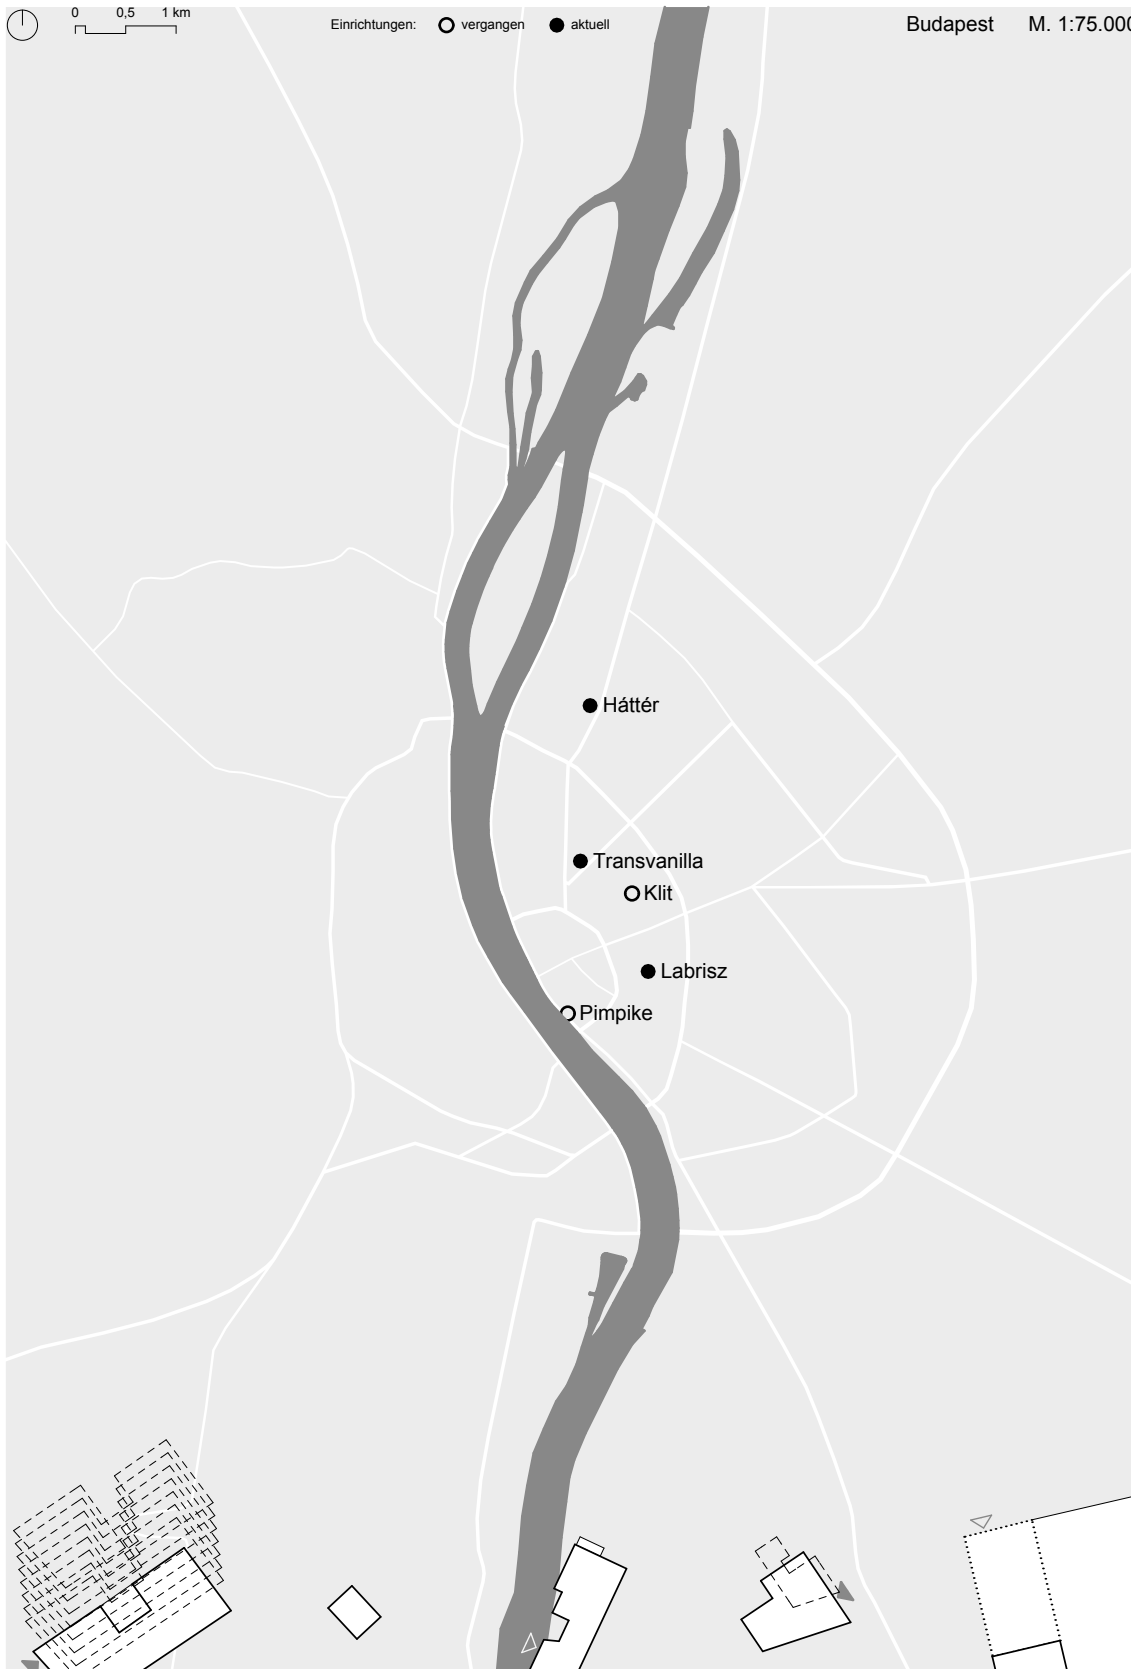 0 0,5 1 km
Einrichtungen: vergangen aktuell
Budapest M. 1:75.000
Háttér
Transvanilla
Klit
Labrisz
Pimpike